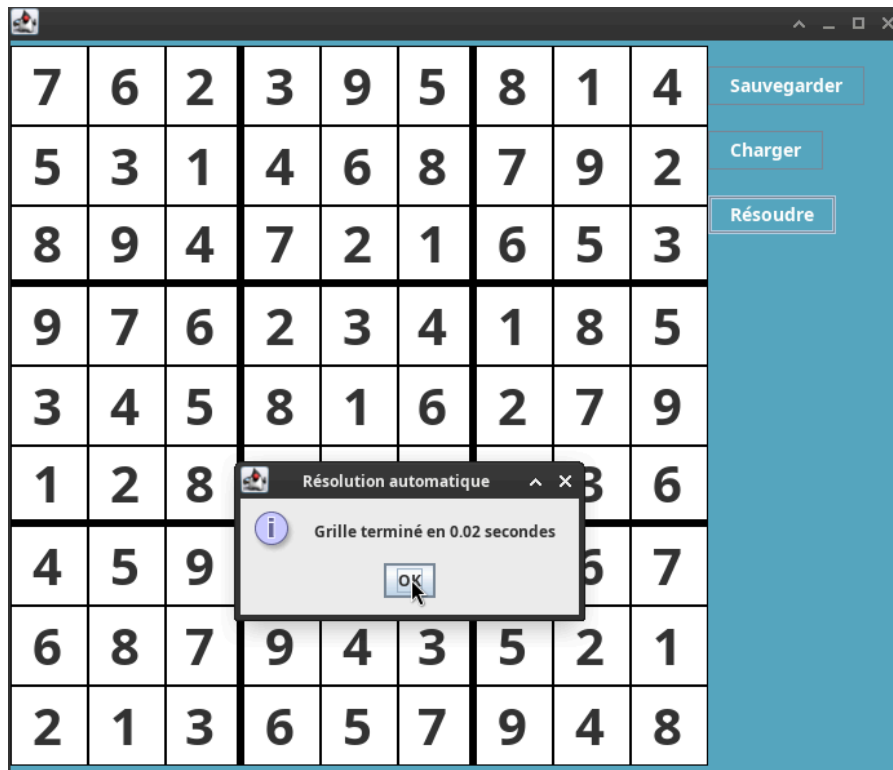 7 6 2 3 9 5 8 1 4
Sauvegarder
5 3 1 4 6 8 7 9 2
Charger
8 9 4 7 2 1 6 5 3
Résoudre
9 7 6 2 3 4 1 8 5
3 4 5 8 1 6 2 7 9
1 2 8 3 6
Résolution automatique
Grille terminé en 0.02 secondes
4 5 9 6 7
OK
6 8 7 9 4 3 5 2 1
2 1 3 6 5 7 9 4 8